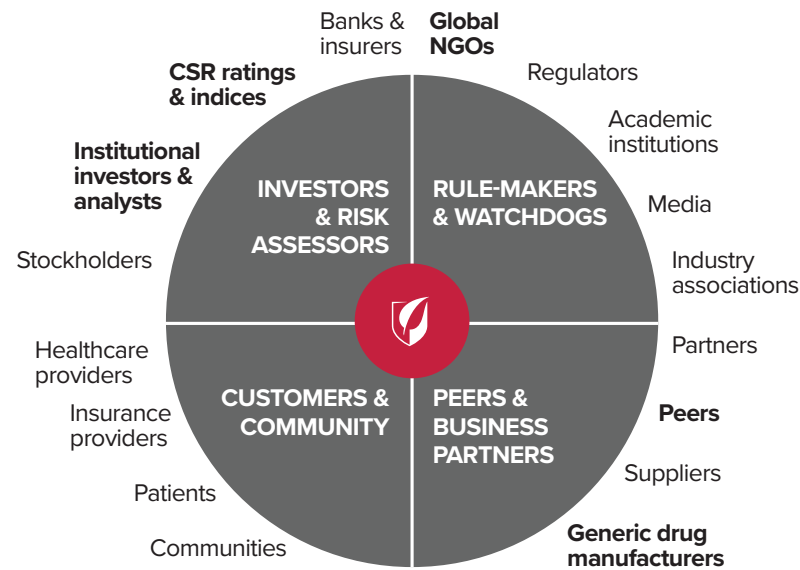 Banks &
insurers
Global
NGOs
CSR ratings
& indices
Regulators
Academic
institutions
Institutional
investors &
analysts
INVESTORS
& RISK
ASSESSORS
RULE-MAKERS
& WATCHDOGS
Media
Stockholders
Industry
associations
Healthcare
providers
Partners
Insurance
providers
CUSTOMERS &
COMMUNITY
PEERS &
BUSINESS
PARTNERS
Peers
Patients
Suppliers
Communities
Generic drug
manufacturers